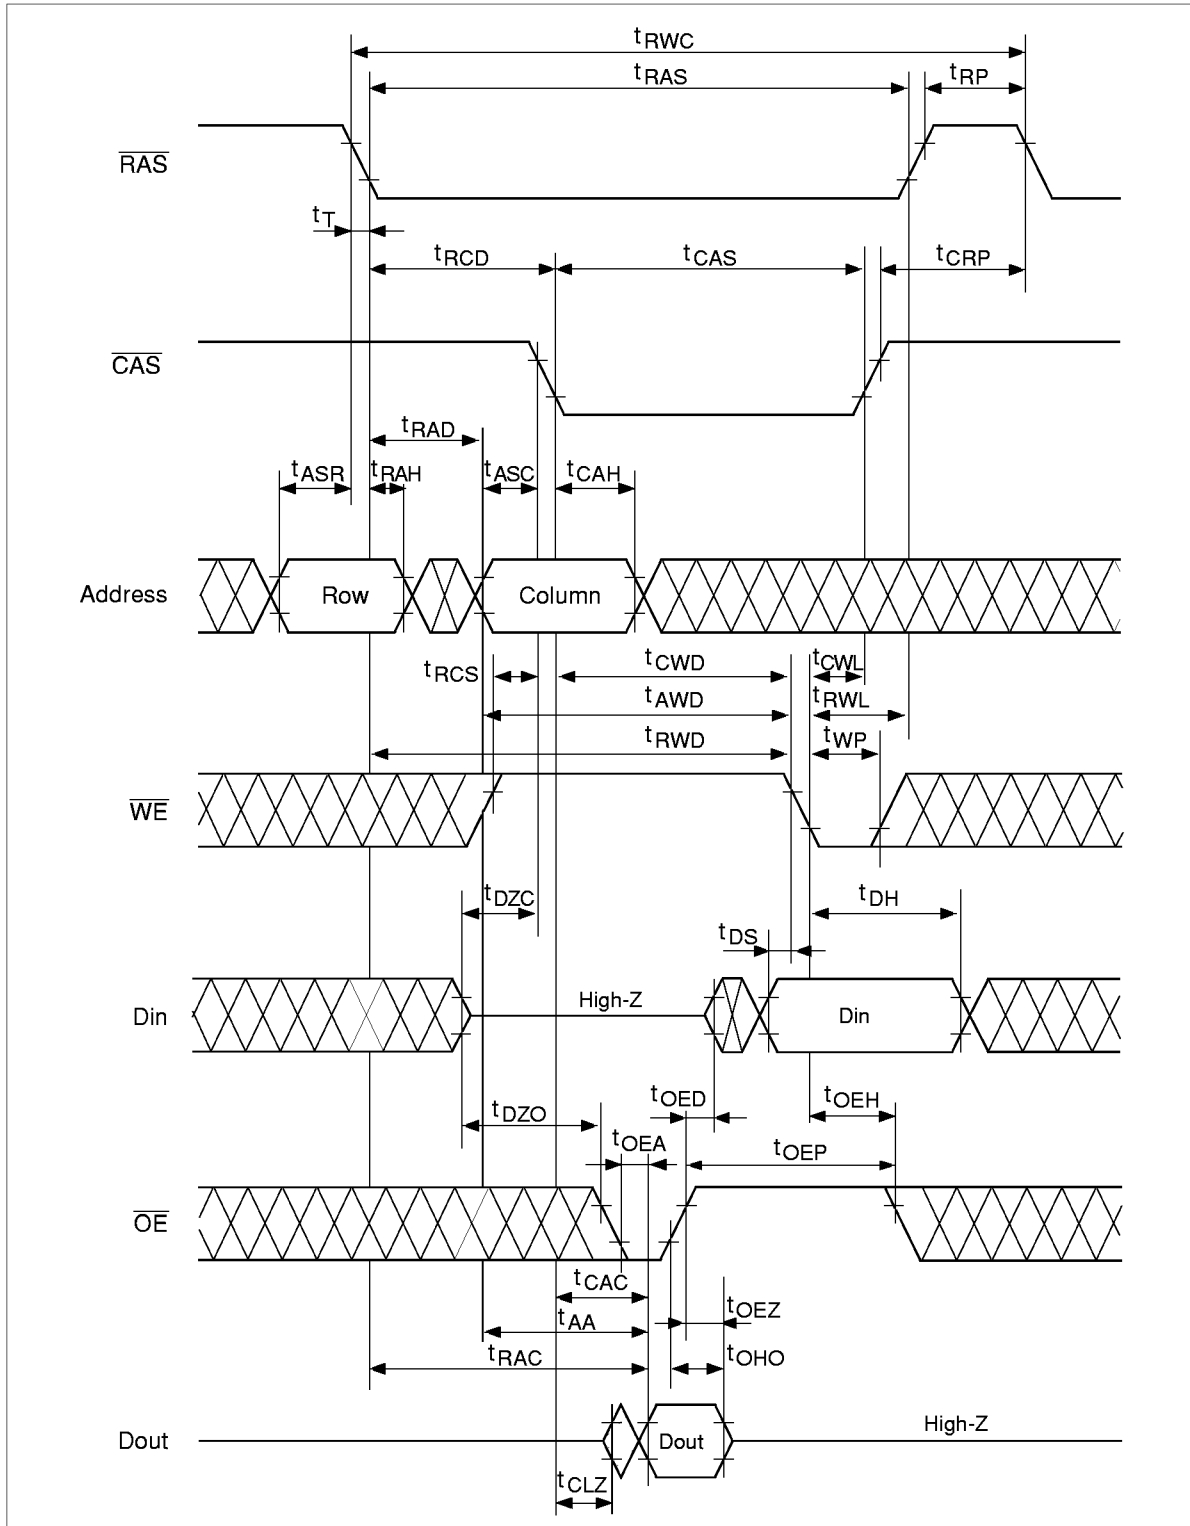 tRWC
tRAS
tRP
RAS
tT
tRCD
tCAS
tCRP
CAS
tRAD
tASR
tRAH
tASC
tCAH
Address
Row
Column
tRCS
tCWD
tCWL
tAWD
tRWL
tRWD
tWP
WE
tDZC
tDH
tDS
Din
High-Z
Din
tDZO
tOED
tOEH
tOEA
tOEP
OE
tCAC
tOEZ
tAA
tRAC
tOHO
Dout
Dout
High-Z
tCLZ